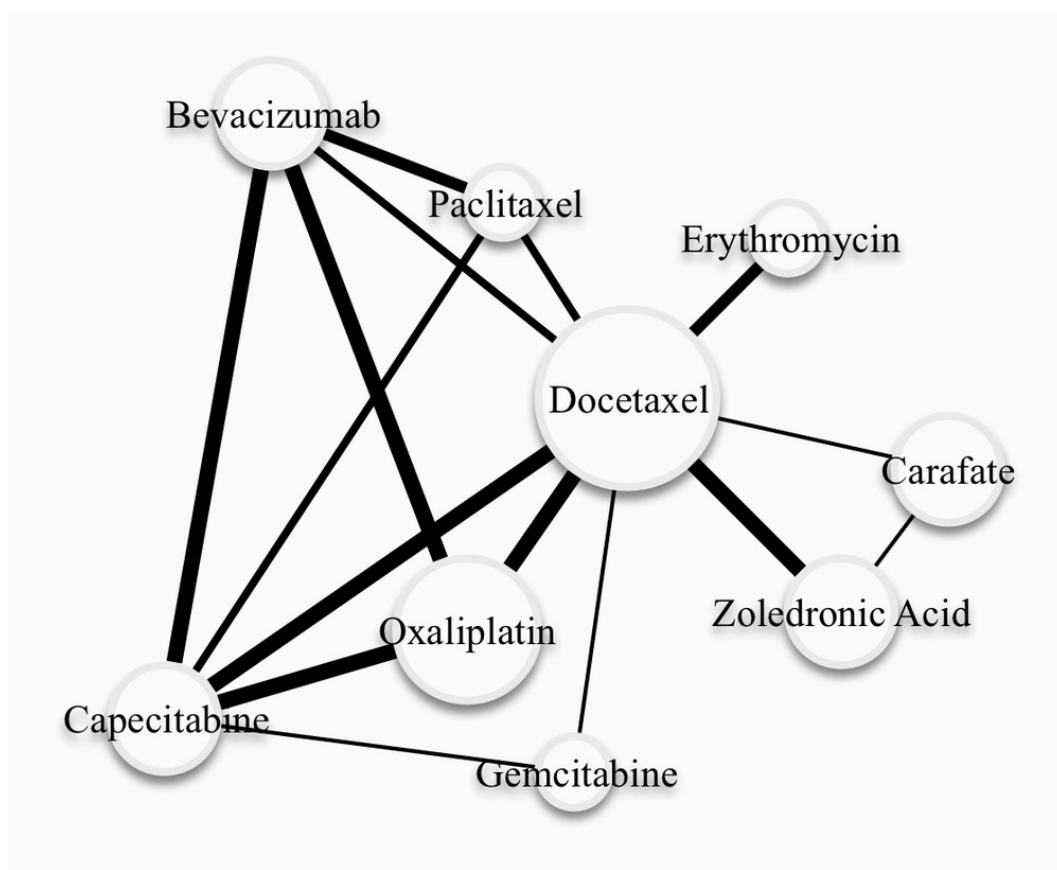 Bevacizumab
Paclitaxel
Erythromycin
Docetaxel
Carafate
Zoledronic Acid
Oxaliplatin
Capecitabine
Gemcitabine